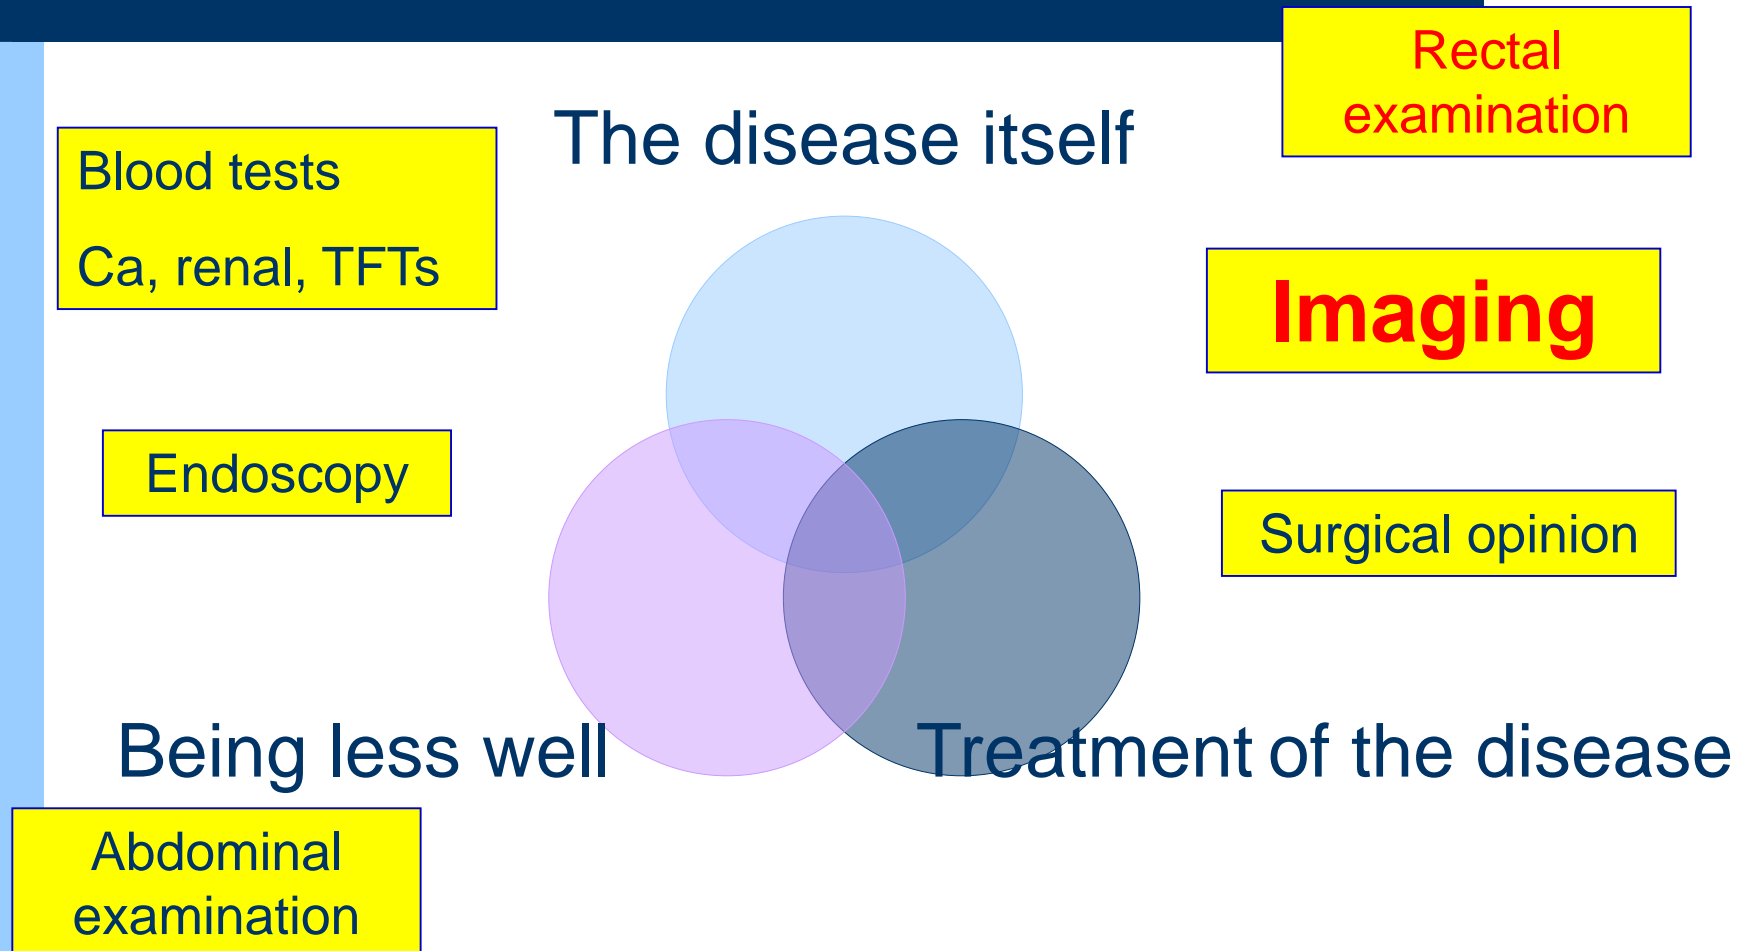 Rectal
examination
The disease itself
Blood tests
Ca, renal, TFTs
Imaging
Endoscopy
Surgical opinion
Being less well
Treatment of the disease
Abdominal
examination